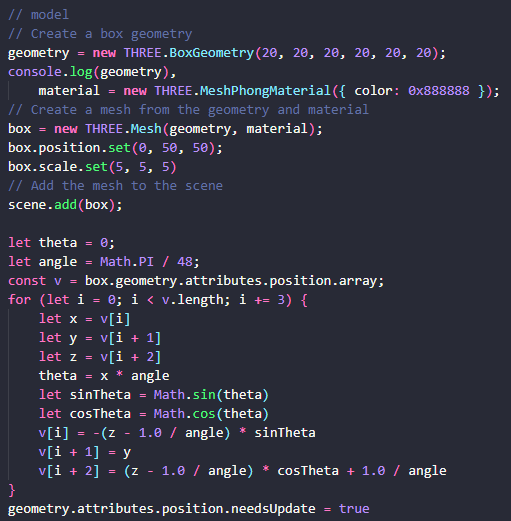 // model
// Create a box geometry
geometry = new THREE.BoxGeometry(20, 20, 20, 20, 20, 20);
console.log(geometry),
    material = new THREE.MeshPhongMaterial({ color: 0x888888 });
// Create a mesh from the geometry and material
box = new THREE.Mesh(geometry, material);
box.position.set(0, 50, 50);
box.scale.set(5, 5, 5)
// Add the mesh to the scene
scene.add(box);

let theta = 0;
let angle = Math.PI / 48;
const v = box.geometry.attributes.position.array;
for (let i = 0; i < v.length; i += 3) {
    let x = v[i]
    let y = v[i + 1]
    let z = v[i + 2]
    theta = x * angle
    let sinTheta = Math.sin(theta)
    let cosTheta = Math.cos(theta)
    v[i] = -(z - 1.0 / angle) * sinTheta
    v[i + 1] = y
    v[i + 2] = (z - 1.0 / angle) * cosTheta + 1.0 / angle
}
geometry.attributes.position.needsUpdate = true